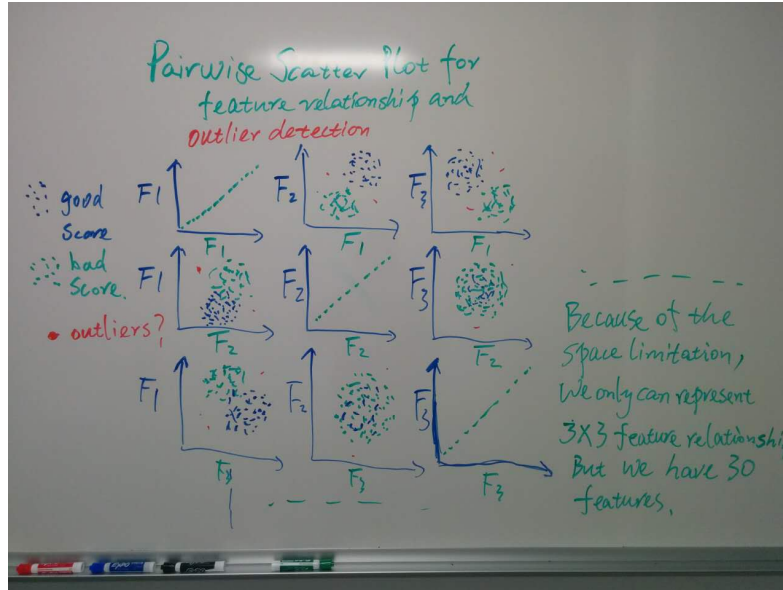 Pairwise Scatter Plot for
feature relationship and
outlier detection
good
score
bad
score.
outliers?
F1
F1
F2
F1
F3
F1
F1
F2
F2
F2
F3
F2
F1
F3
F2
F3
F3
F3
Because of the
space limitation,
we only can represent
3X3 feature relationship
But we have 30
features.